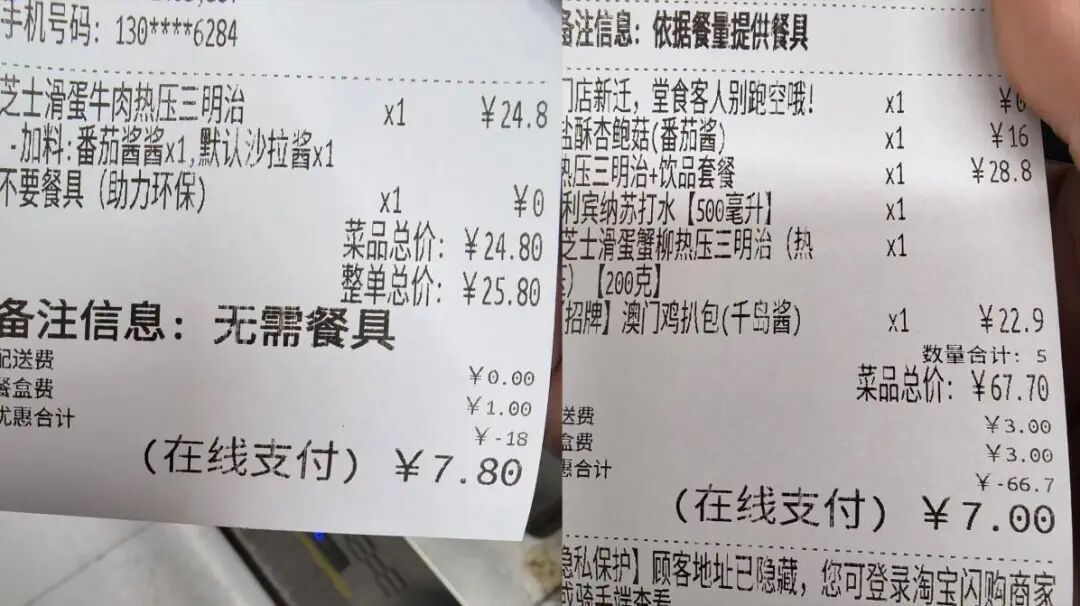 手机号码: 130****6284
芝士滑蛋牛肉热压三明治 x1 ¥24.8
·加料:番茄酱酱x1,默认沙拉酱x1
不要餐具 (助力环保) x1 ¥0
菜品总价: ¥24.80
整单总价: ¥25.80
备注信息: 无需餐具
配送费 ¥0.00
餐盒费 ¥1.00
优惠合计 ¥-18
(在线支付) ¥7.80
备注信息: 依据餐量提供餐具
门店新迁, 堂食客人别跑空哦! x1 ¥0
盐酥杏鲍菇(番茄酱) x1 ¥16
热压三明治+饮品套餐 x1 ¥28.8
利宾纳苏打水【500毫升】 x1
芝士滑蛋蟹柳热压三明治 (热 x1
)【200克】
招牌】澳门鸡扒包(千岛酱) x1 ¥22.9
数量合计: 5
菜品总价: ¥67.70
送费 ¥3.00
盒费 ¥3.00
惠合计 ¥-66.7
(在线支付) ¥7.00
隐私保护】顾客地址已隐藏, 您可登录淘宝闪购商家
或骑手端查看